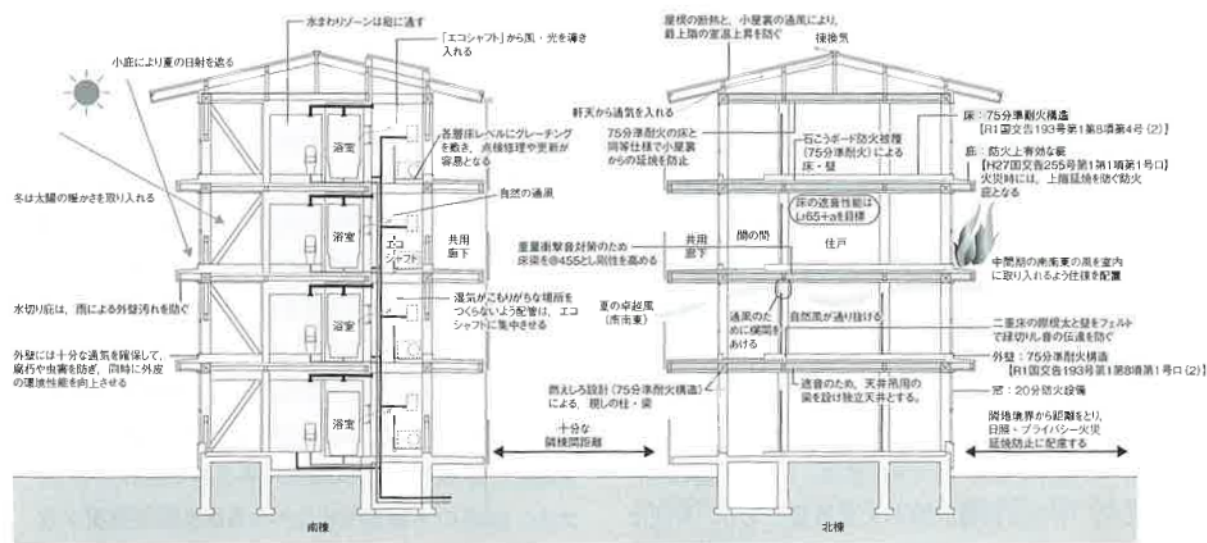 水まわりゾーンは縦に通す
「エコシャフト」から風・光を導き
入れる
小庇により夏の日射を遮る
浴室
各層床レベルにグレーチング
を敷き、点検修理や更新が
容易となる
冬は太陽の暖かさを取り入れる
自然の通風
浴室
エコ
シャフト
共用
廊下
水切り庇は、雨による外壁汚れを防ぐ
浴室
湿気がこもりがちな場所を
つくらないよう配管は、エコ
シャフトに集中させる
外壁には十分な通気を確保して、
腐朽や虫害を防ぎ、同時に外皮
の環境性能を向上させる
浴室
十分な
隣棟間距離
南棟
屋根の断熱と、小屋裏の通風により、
最上階の室温上昇を防ぐ
棟換気
軒天から通気を入れる
75分準耐火の床と
同等仕様で小屋裏
からの延焼を防止
石こうボード防火被覆
(75分準耐火)による
床・壁
床:75分準耐火構造
【R1国交告193号第1第8項第4号(2)】
庇:防火上有効な庇
【H27国交告255号第1第1項第1号ロ】
火災時には、上階延焼を防ぐ防火
庇となる
床の遮音性能は
Lr65+αを目標
重量衝撃音対策のため
床梁を@455とし剛性を高める
共用
廊下
間の間
住戸
中間期の南南東の風を室内
に取り入れるよう住棟を配置
夏の卓越風
(南南東)
通風のた
めに欄間を
あける
自然風が通り抜ける
二重床の際根太と壁をフェルト
で縁切りし音の伝達を防ぐ
外壁:75分準耐火構造
【R1国交告193号第1第8項第1号ロ(2)】
燃えしろ設計(75分準耐火構造)
による、現しの柱・梁
遮音のため、天井吊用の
梁を設け独立天井とする。
窓:20分防火設備
隣地境界から距離をとり、
日照・プライバシー火災
延焼防止に配慮する
北棟